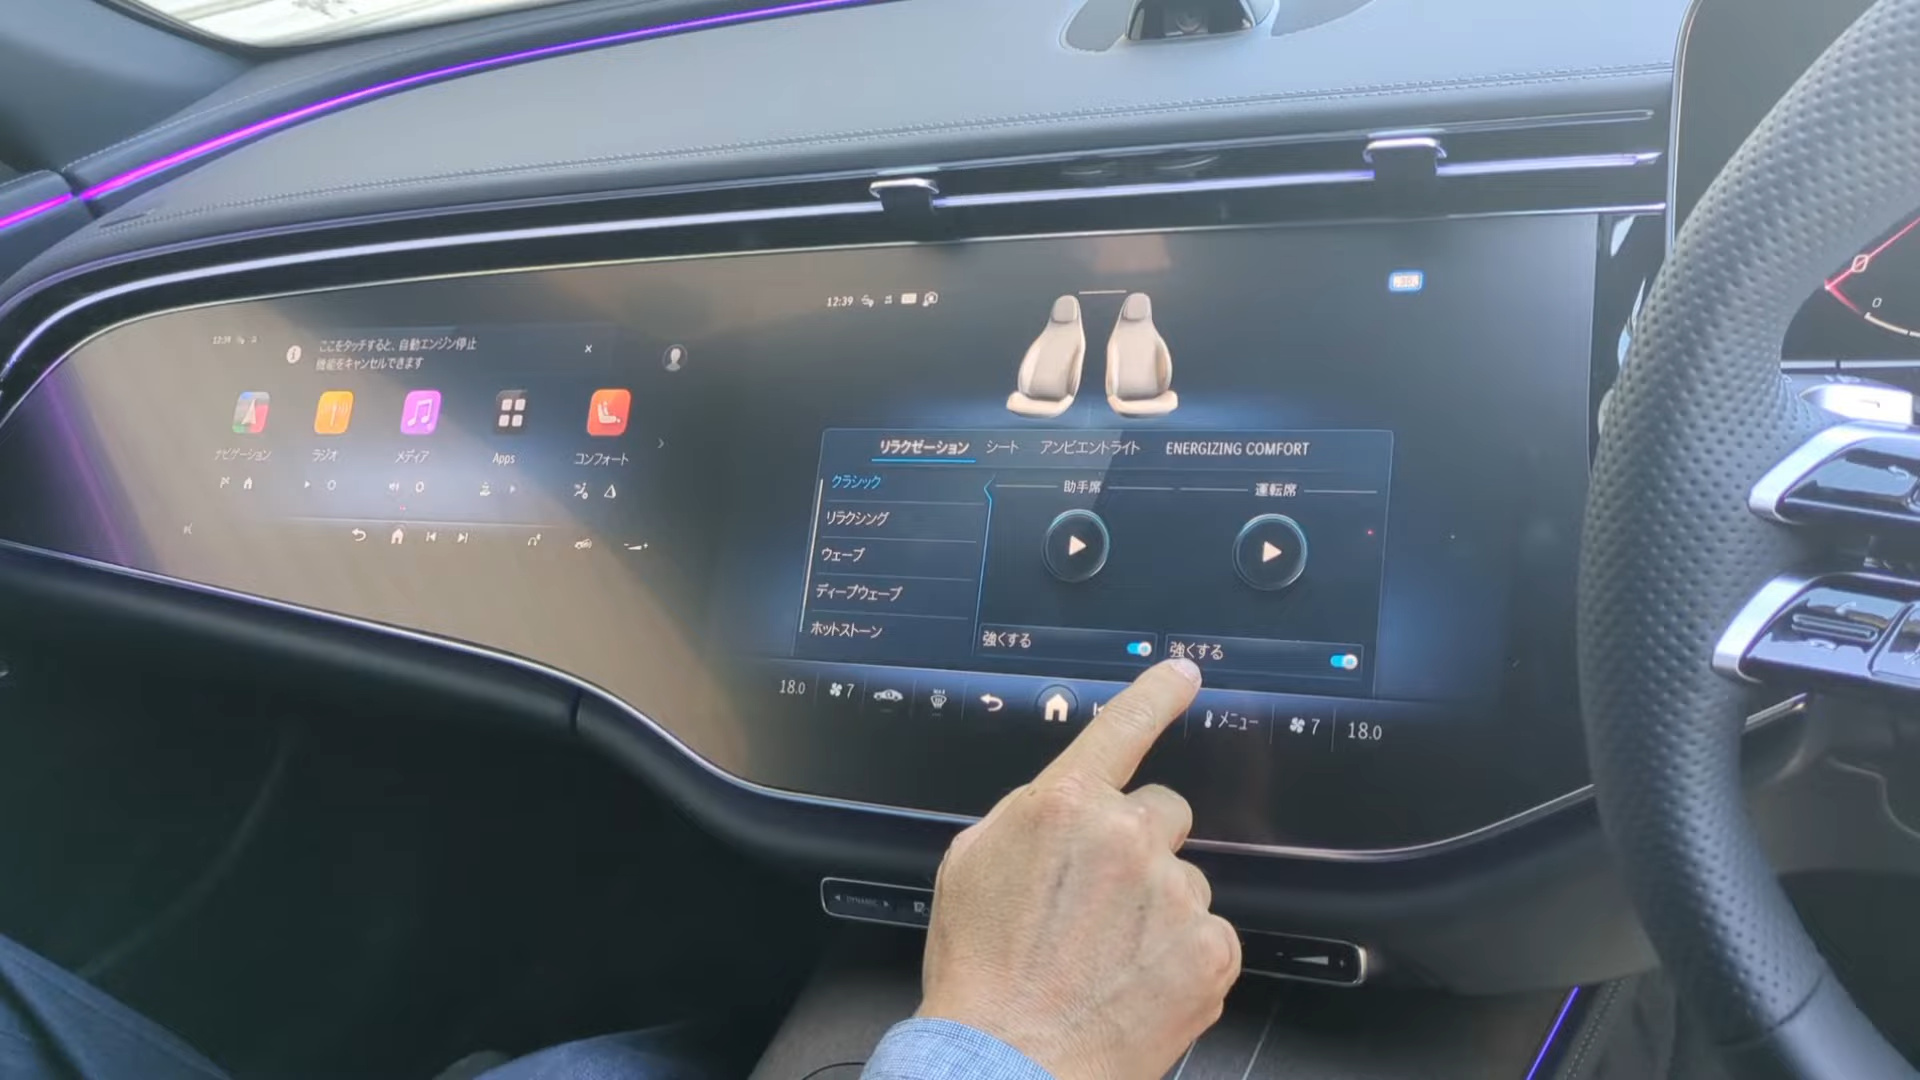 12:39
ここをタッチすると、自動エンジン停止
機能をキャンセルできます
×
ナビゲーション
ラジオ
メディア
Apps
コンフォート
12:39
リラクゼーション シート アンビエントライト ENERGIZING COMFORT
クラシック
リラクシング
ウェーブ
ディープウェーブ
ホットストーン
助手席
運転席
強くする
強くする
18.0
7
メニュー
7
18.0
DYNAMIC
0
0